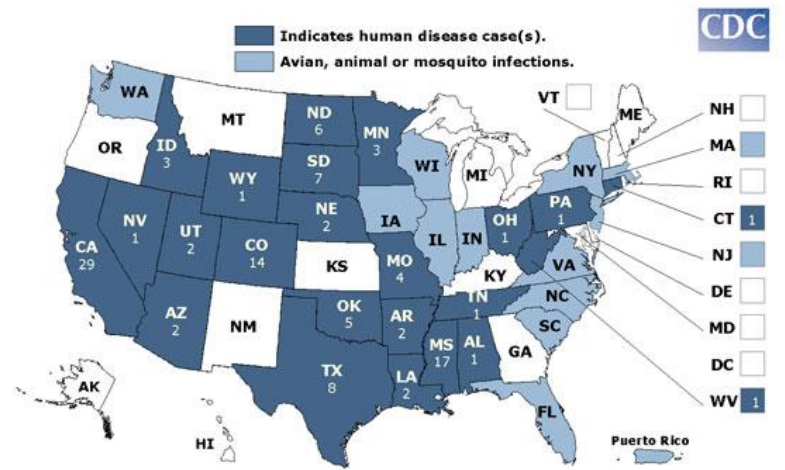 Indicates human disease case(s).
Avian, animal or mosquito infections.
CDC
WA
MT
ND
6
MN
3
VT
ME
NH
OR
ID
3
SD
7
WI
MI
NY
MA
RI
WY
1
NE
2
IA
PA
1
CT 1
NV
1
UT
2
CO
14
IL
IN
OH
1
NJ
CA
29
KS
MO
4
KY
VA
DE
AZ
2
NM
OK
5
AR
2
TN
1
NC
MD
SC
DC
TX
8
LA
2
MS
17
AL
1
GA
WV 1
AK
FL
HI
Puerto Rico